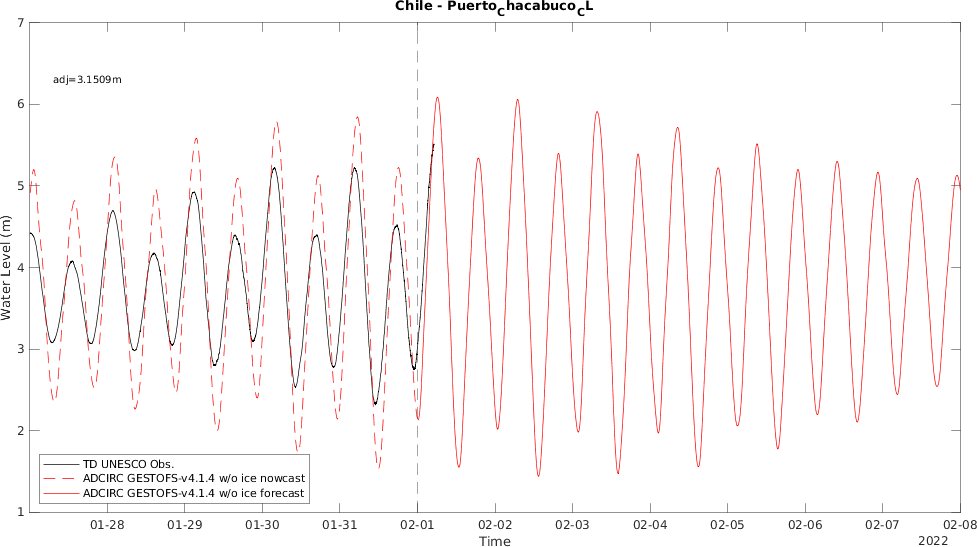 Chile - Puerto_Chacabuco_CL
7
adj=3.1509m
6
5
4
3
2
1
Water Level (m)
TD UNESCO Obs.
ADCIRC GESTOFS-v4.1.4 w/o ice nowcast
ADCIRC GESTOFS-v4.1.4 w/o ice forecast
01-28 01-29 01-30 01-31 02-01 02-02 02-03 02-04 02-05 02-06 02-07 02-08
Time
2022